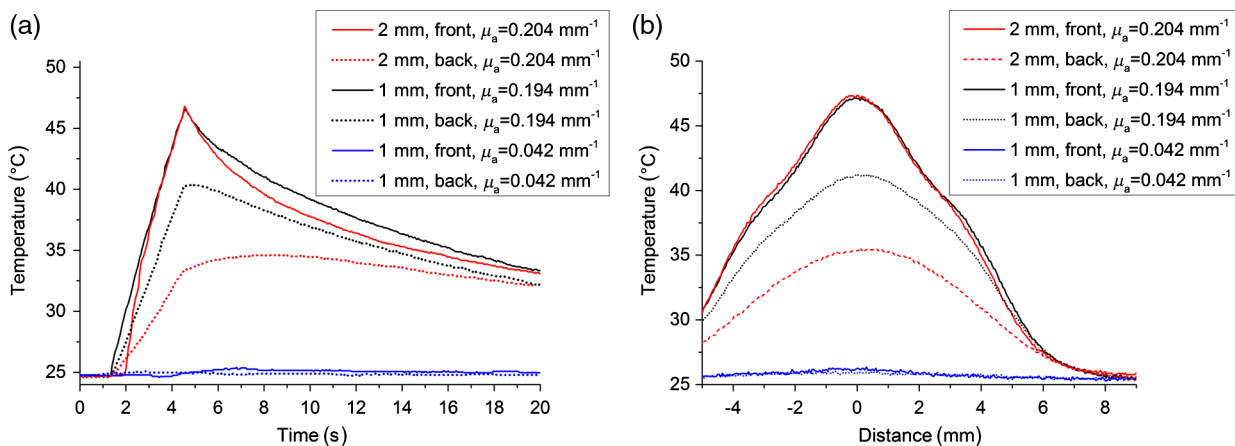 (a)
2 mm, front, μa=0.204 mm-1
2 mm, back, μa=0.204 mm-1
1 mm, front, μa=0.194 mm-1
1 mm, back, μa=0.194 mm-1
1 mm, front, μa=0.042 mm-1
1 mm, back, μa=0.042 mm-1
Temperature (°C)
50
45
40
35
30
25
0 2 4 6 8 10 12 14 16 18 20
Time (s)
(b)
2 mm, front, μa=0.204 mm-1
2 mm, back, μa=0.204 mm-1
1 mm, front, μa=0.194 mm-1
1 mm, back, μa=0.194 mm-1
1 mm, front, μa=0.042 mm-1
1 mm, back, μa=0.042 mm-1
Temperature (°C)
50
45
40
35
30
25
-4 -2 0 2 4 6 8
Distance (mm)